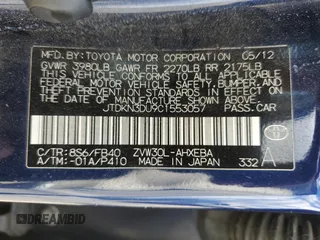 MFD. BY: TOYOTA MOTOR CORPORATION 05/12
GVWR 3980LB GAWR FR 2270LB RR 2175LB
THIS VEHICLE CONFORMS TO ALL APPLICABLE
FEDERAL MOTOR VEHICLE SAFETY, BUMPER, AND
THEFT PREVENTION STANDARDS IN EFFECT ON
THE DATE OF MANUFACTURE SHOWN ABOVE.
JTDKN3DU9C1553057 PASS.CAR
C/TR: 8S6/FB40 ZVW30L-AHXEBA
A/TM: -01A/P410 MADE IN JAPAN 332 A
DREAMBID